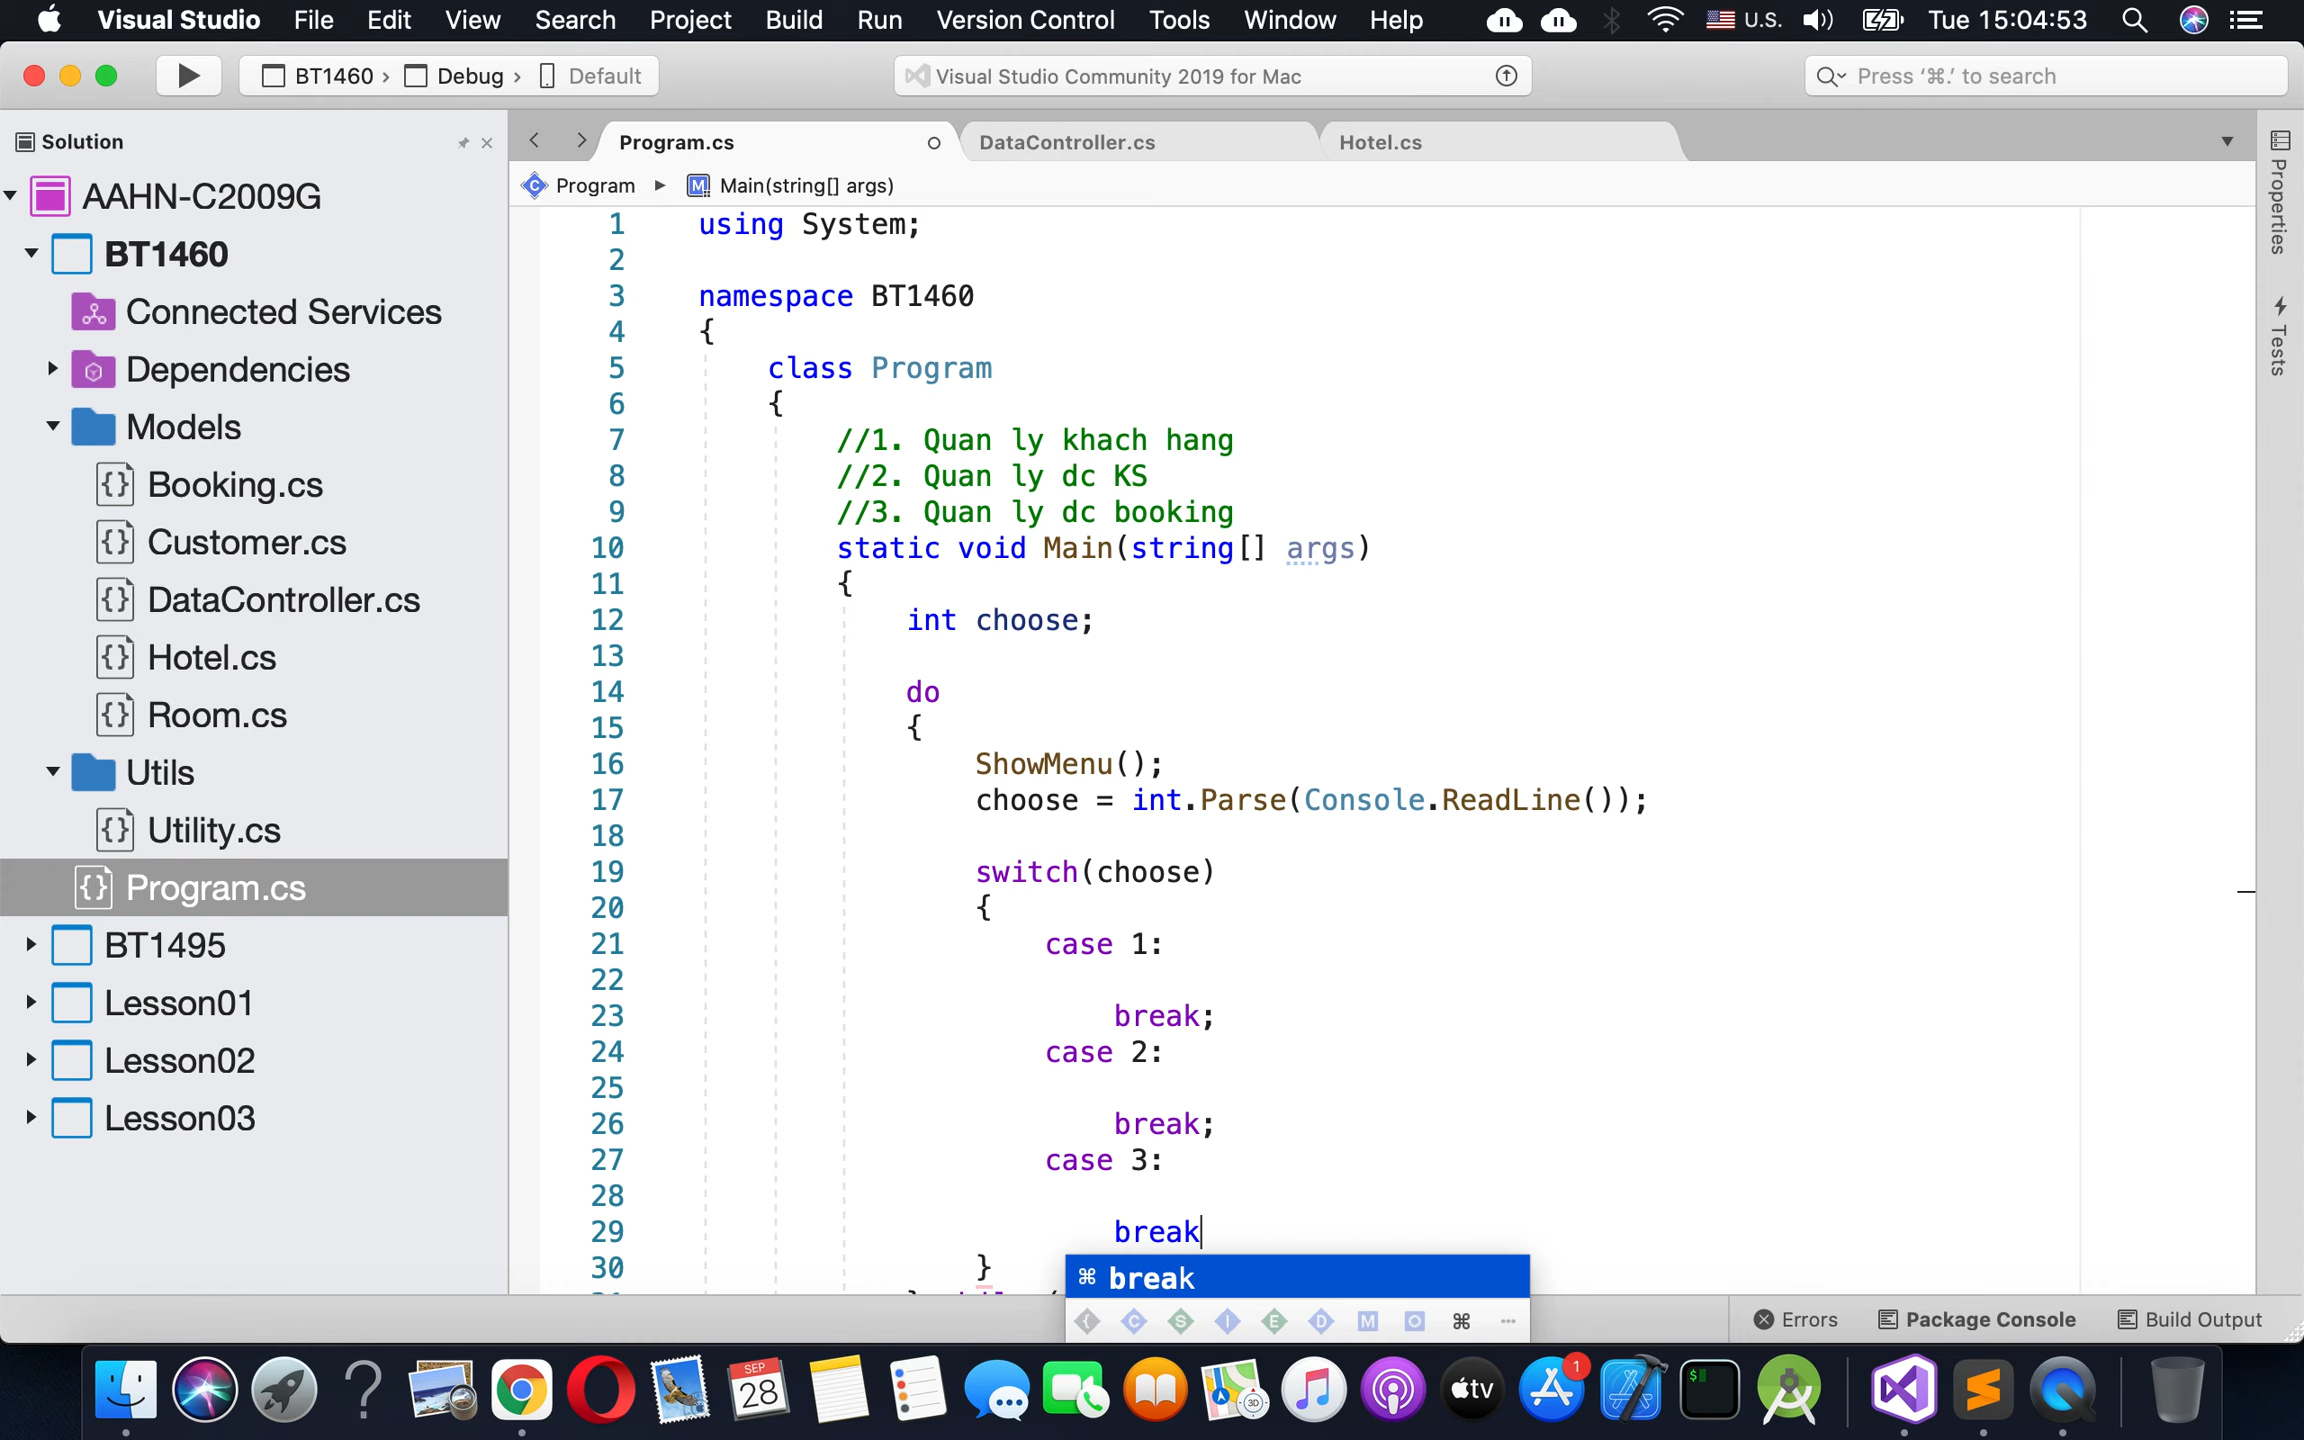 Visual Studio File Edit View Search Project Build Run Version Control Tools Window Help U.S. Tue 15:04:53
BT1460 › Debug › Default
Visual Studio Community 2019 for Mac
Press ‘⌘.’ to search
Solution
AAHN-C2009G
BT1460
Connected Services
Dependencies
Models
Booking.cs
Customer.cs
DataController.cs
Hotel.cs
Room.cs
Utils
Utility.cs
Program.cs
BT1495
Lesson01
Lesson02
Lesson03
Program.cs DataController.cs Hotel.cs
Program ▸ M Main(string[] args)
1 using System;
2
3 namespace BT1460
4 {
5 class Program
6 {
7 //1. Quan ly khach hang
8 //2. Quan ly dc KS
9 //3. Quan ly dc booking
10 static void Main(string[] args)
11 {
12 int choose;
13
14 do
15 {
16 ShowMenu();
17 choose = int.Parse(Console.ReadLine());
18
19 switch(choose)
20 {
21 case 1:
22
23 break;
24 case 2:
25
26 break;
27 case 3:
28
29 break
30 }
⌘ break
{ C S I E D M O ⌘ ···
Properties
Tests
Errors Package Console Build Output
SEP
28
3D
tv
1
$